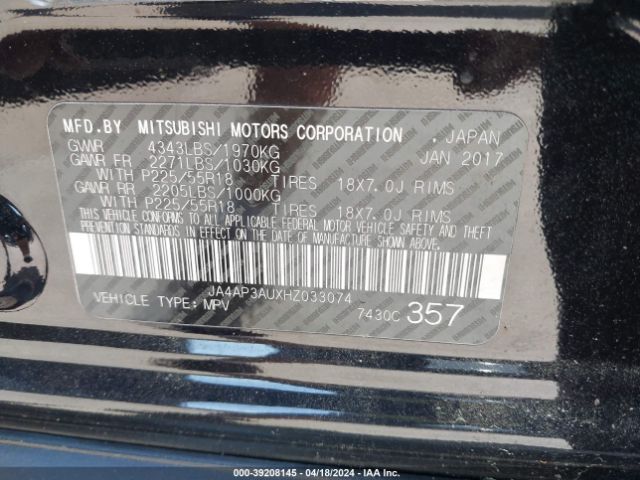 MFD.BY MITSUBISHI MOTORS CORPORATION . JAPAN
GVWR 4343LBS/1970KG JAN 2017
GAWR FR 2271LBS/1030KG
WITH P225/55R18 TIRES 18X7.0J RIMS
GAWR RR 2205LBS/1000KG
WITH P225/55R18 TIRES 18X7.0J RIMS
THIS VEHICLE CONFORMS TO ALL APPLICABLE FEDERAL MOTOR VEHICLE SAFETY AND THEFT
PREVENTION STANDARDS IN EFFECT ON THE DATE OF MANUFACTURE SHOWN ABOVE.
JA4AP3AUXHZ033074
VEHICLE TYPE: MPV 7430C 357
000-39208145 - 04/18/2024 - IAA Inc.